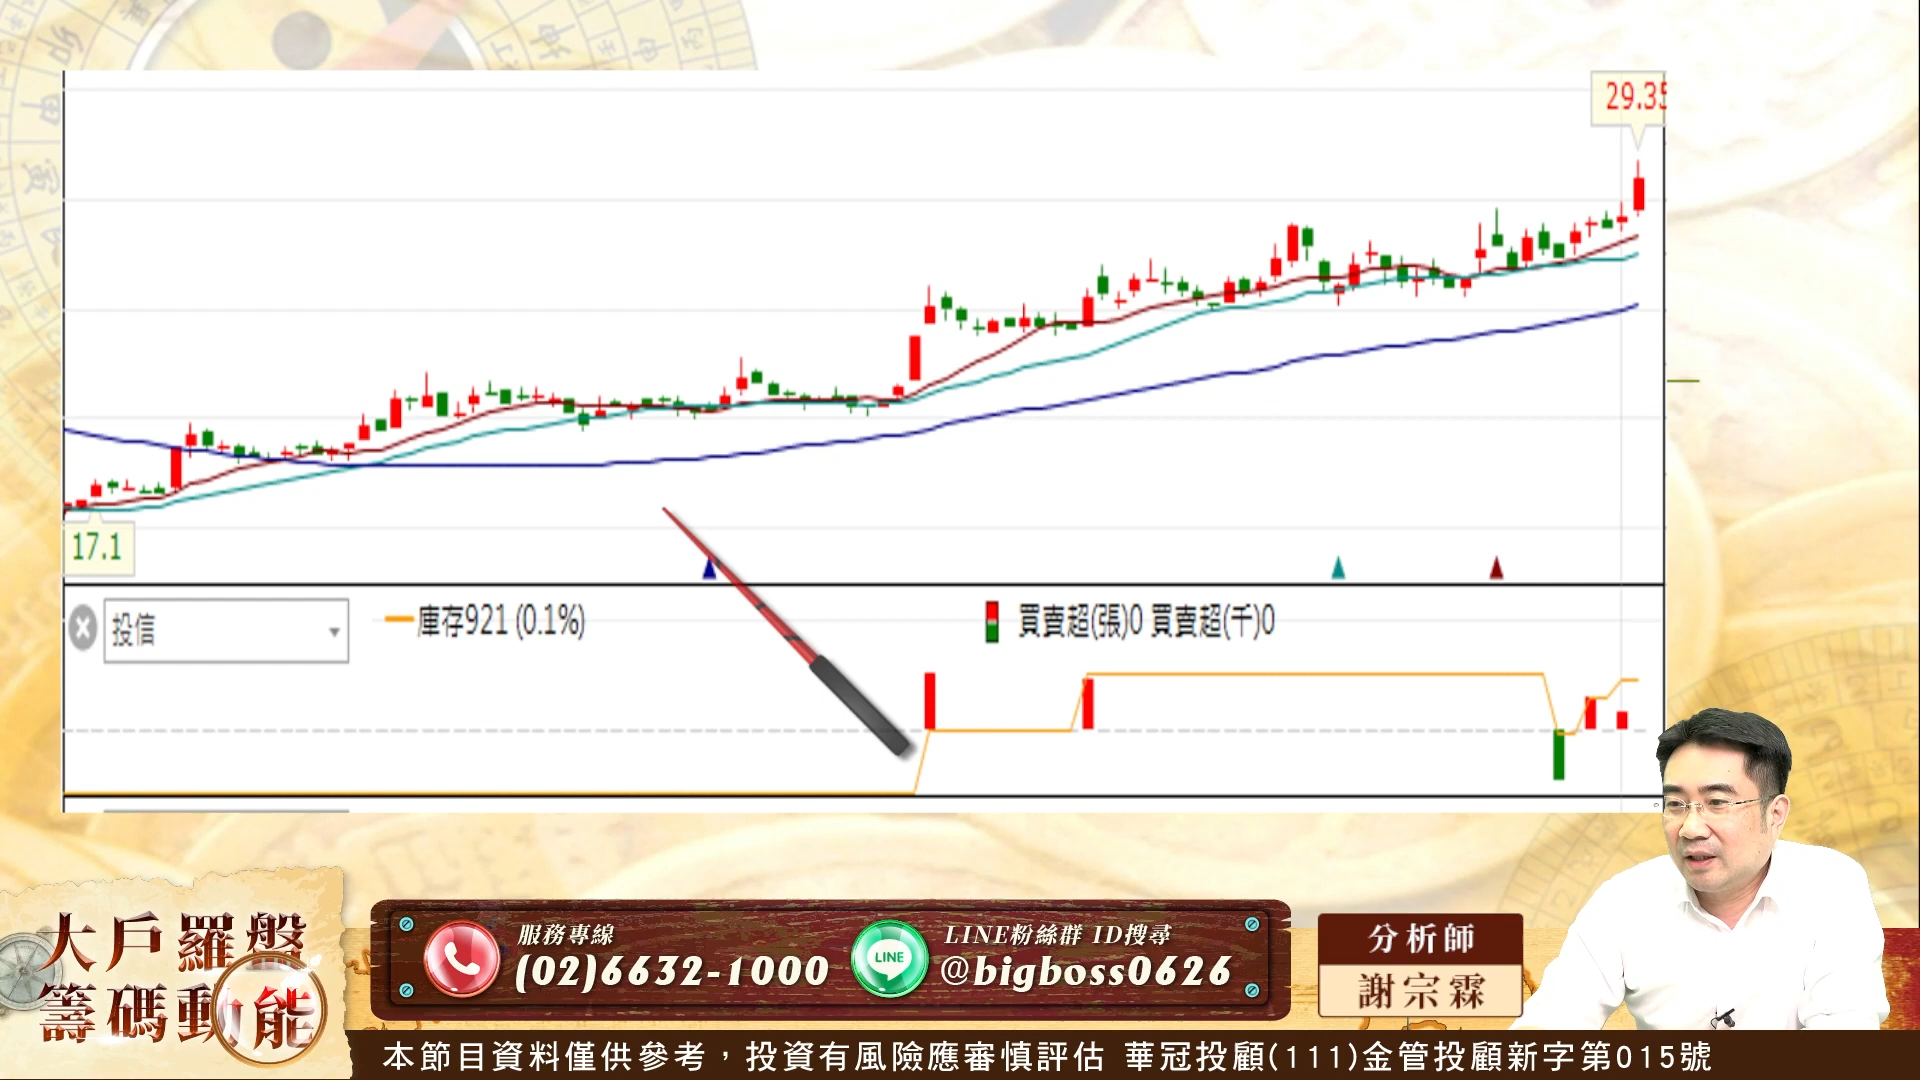 29.35
17.1
投信
庫存921 (0.1%)
買賣超(張)0 買賣超(千)0
大戶羅盤
籌碼動能
服務專線
(02)6632-1000
LINE
LINE粉絲群 ID搜尋
@bigboss0626
分析師
謝宗霖
本節目資料僅供參考，投資有風險應審慎評估 華冠投顧(111)金管投顧新字第015號